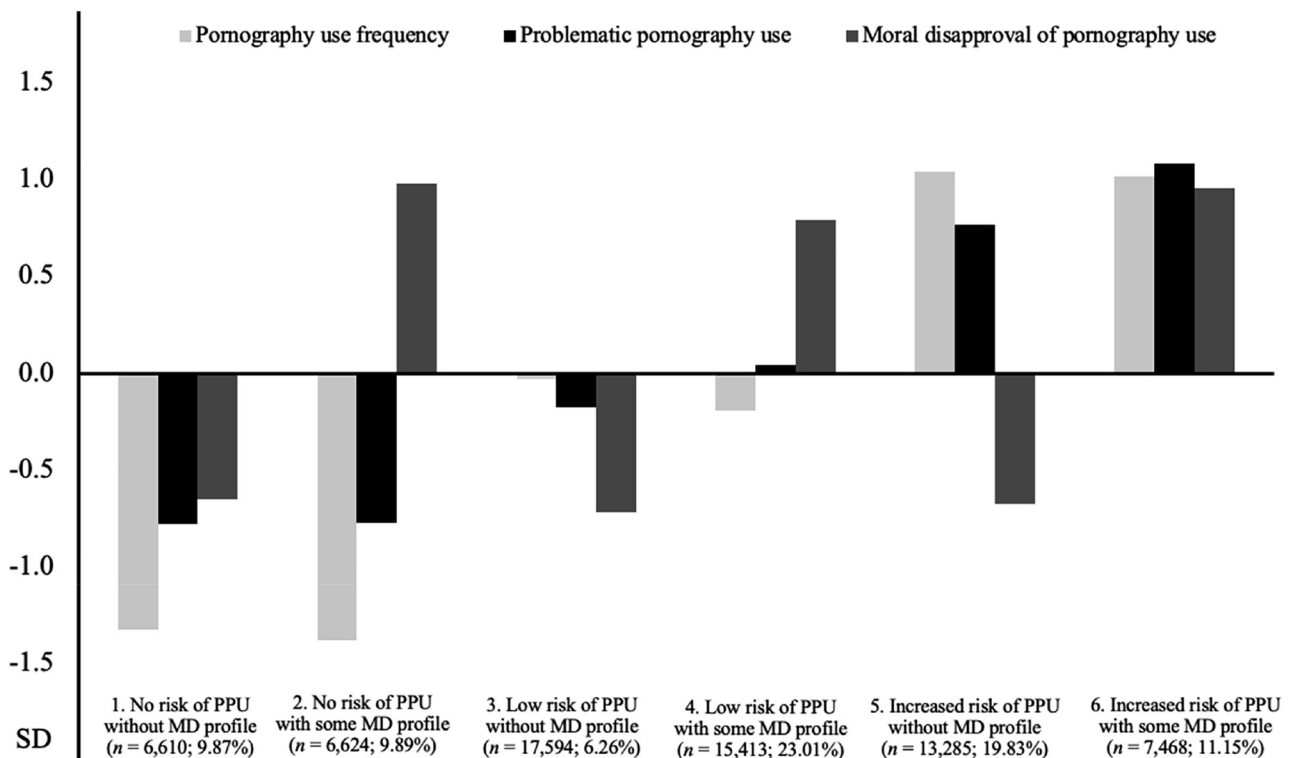 Pornography use frequency Problematic pornography use Moral disapproval of pornography use
1.5
1.0
0.5
0.0
-0.5
-1.0
-1.5
SD
1. No risk of PPU
without MD profile
(n = 6,610; 9.87%)
2. No risk of PPU
with some MD profile
(n = 6,624; 9.89%)
3. Low risk of PPU
without MD profile
(n = 17,594; 6.26%)
4. Low risk of PPU
with some MD profile
(n = 15,413; 23.01%)
5. Increased risk of PPU
without MD profile
(n = 13,285; 19.83%)
6. Increased risk of PPU
with some MD profile
(n = 7,468; 11.15%)